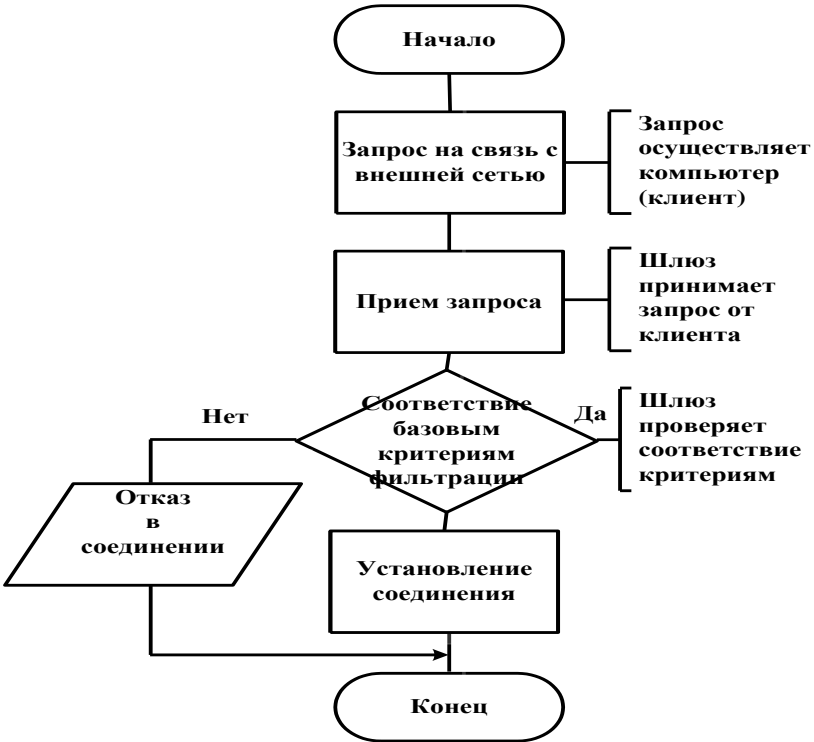 Начало
Запрос на связь с
внешней сетью
Запрос
осуществляет
компьютер
(клиент)
Прием запроса
Шлюз
принимает
запрос от
клиента
Нет
Соответствие
базовым
критериям
фильтрации
Да
Шлюз
проверяет
соответствие
критериям
Отказ
в
соединении
Установление
соединения
Конец